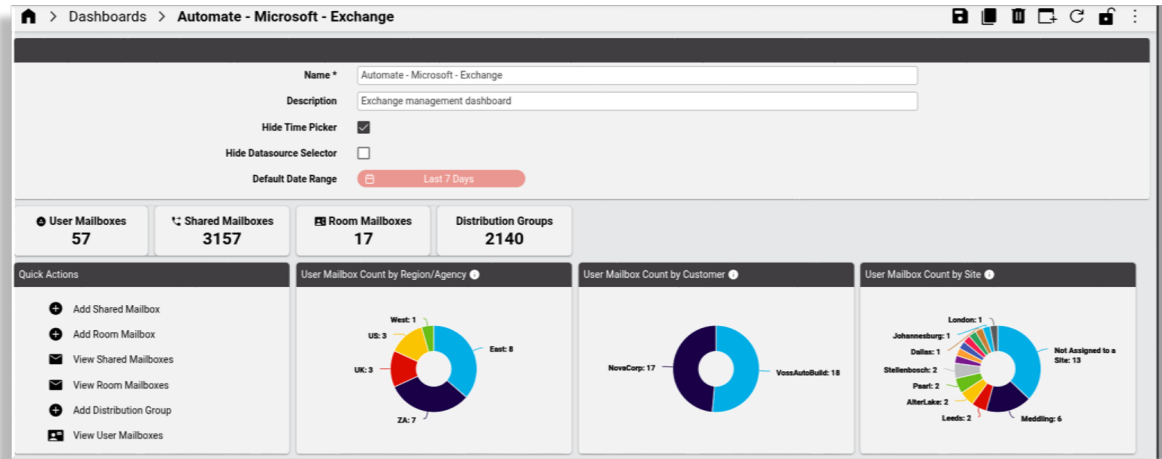 > Dashboards > Automate - Microsoft - Exchange
Name * Automate - Microsoft - Exchange
Description Exchange management dashboard
Hide Time Picker
Hide Datasource Selector
Default Date Range Last 7 Days
User Mailboxes
57
Shared Mailboxes
3157
Room Mailboxes
17
Distribution Groups
2140
Quick Actions
Add Shared Mailbox
Add Room Mailbox
View Shared Mailboxes
View Room Mailboxes
Add Distribution Group
View User Mailboxes
User Mailbox Count by Region/Agency
West: 1
US: 3
East: 8
UK: 3
ZA: 7
User Mailbox Count by Customer
NovaCorp: 17
VossAutoBuild: 18
User Mailbox Count by Site
London: 1
Johannesburg: 1
Dallas: 1
Not Assigned to a
Site: 13
Stellenbosch: 2
Paarl: 2
AlterLake: 2
Leeds: 2
Meddling: 6